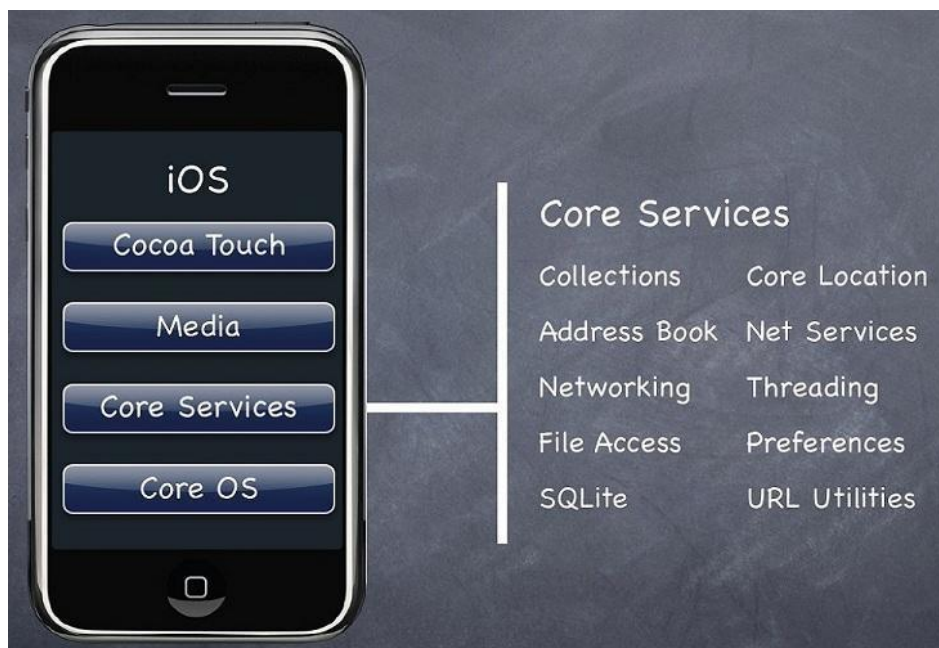 iOS
Cocoa Touch
Media
Core Services
Core OS
Core Services
Collections
Core Location
Address Book
Net Services
Networking
Threading
File Access
Preferences
SQLite
URL Utilities